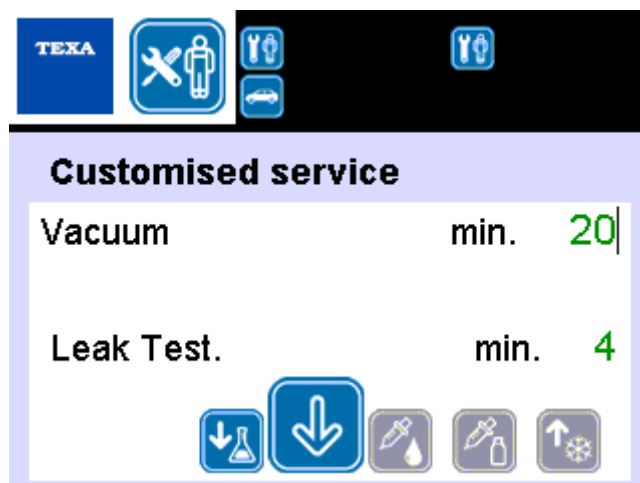 TEXA
Customised service
Vacuum min. 20
Leak Test. min. 4